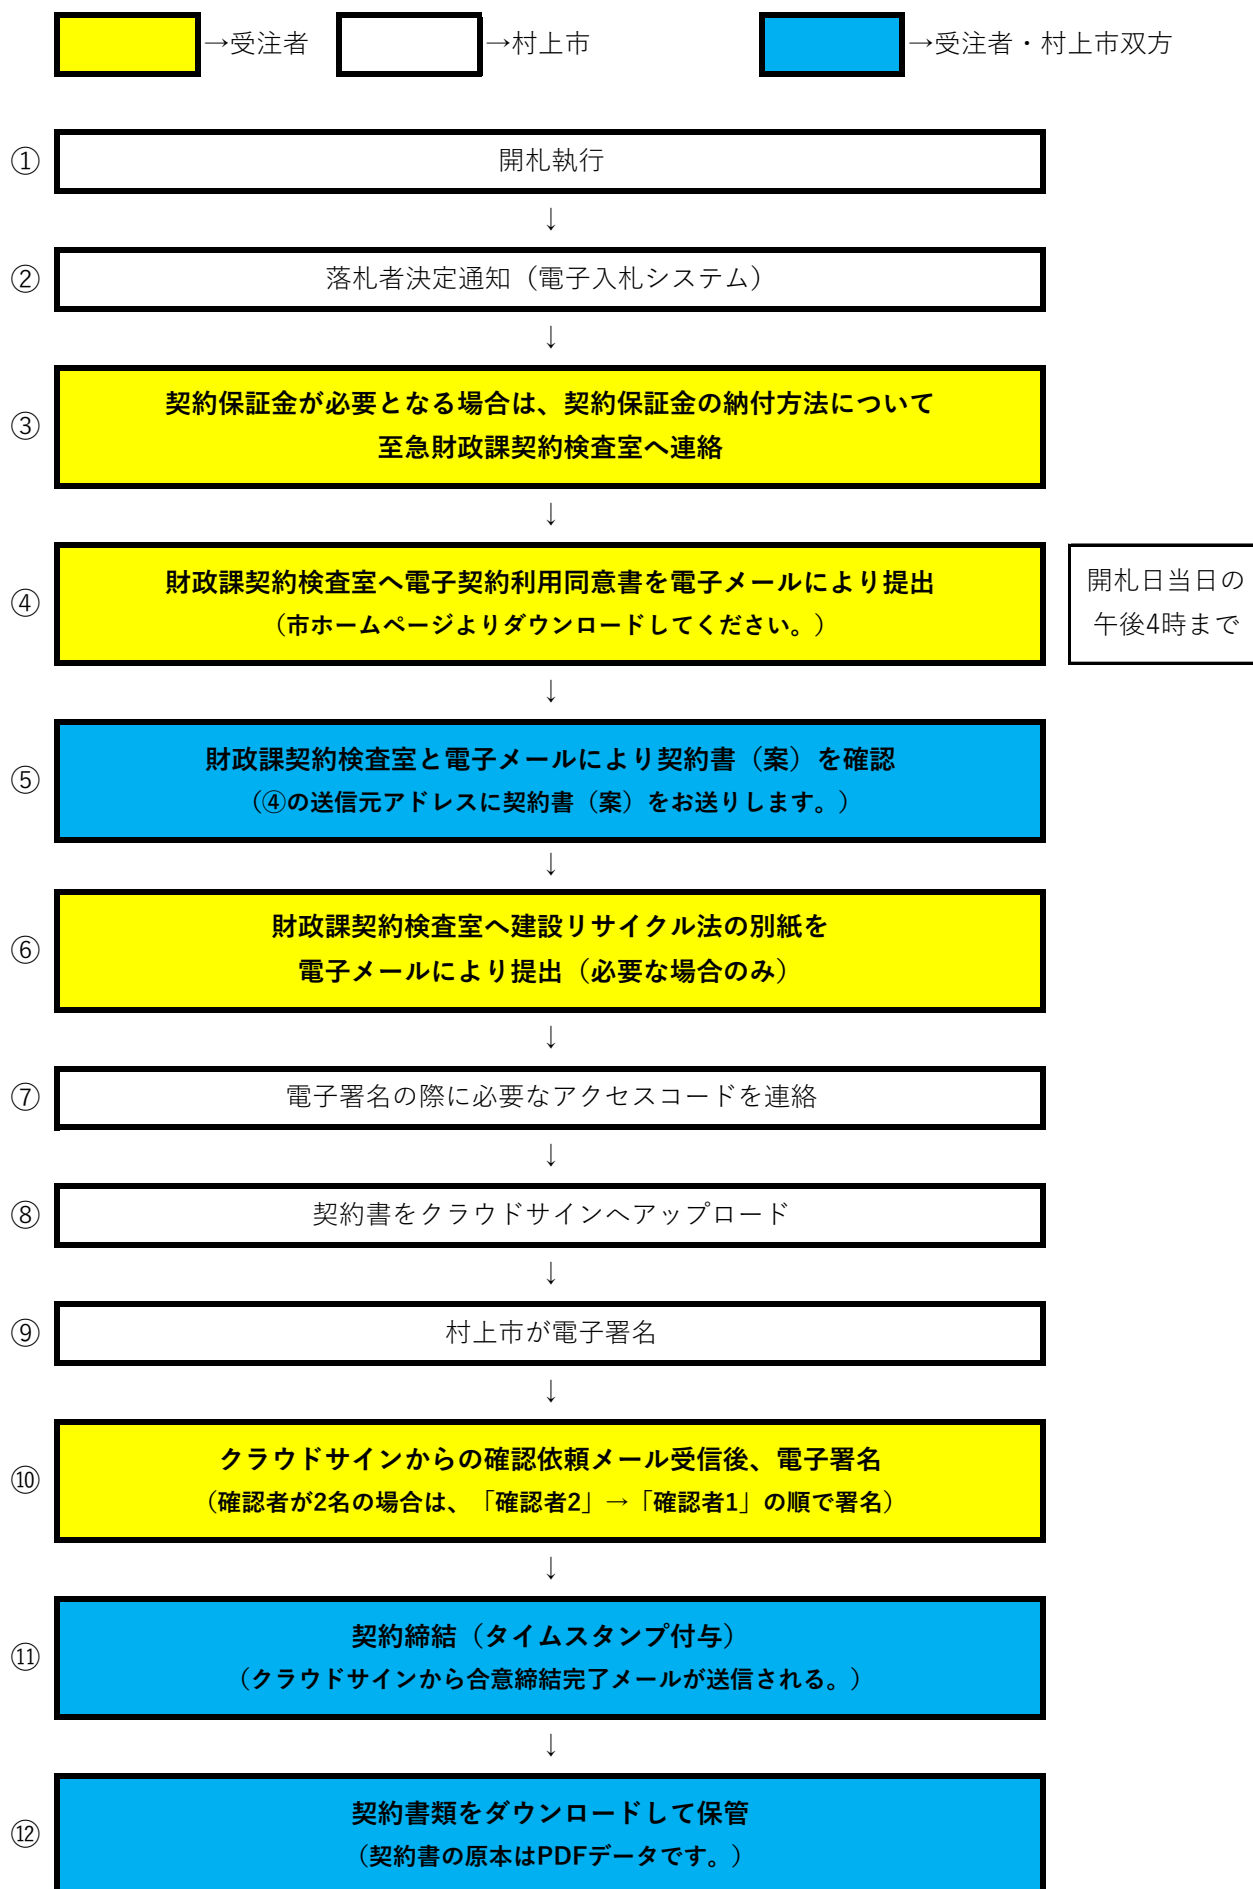 →受注者 →村上市 →受注者・村上市双方
① 開札執行
↓
② 落札者決定通知（電子入札システム）
↓
③ 契約保証金が必要となる場合は、契約保証金の納付方法について
至急財政課契約検査室へ連絡
↓
④ 財政課契約検査室へ電子契約利用同意書を電子メールにより提出
（市ホームページよりダウンロードしてください。）
開札日当日の
午後4時まで
↓
⑤ 財政課契約検査室と電子メールにより契約書（案）を確認
（④の送信元アドレスに契約書（案）をお送りします。）
↓
⑥ 財政課契約検査室へ建設リサイクル法の別紙を
電子メールにより提出（必要な場合のみ）
↓
⑦ 電子署名の際に必要なアクセスコードを連絡
↓
⑧ 契約書をクラウドサインへアップロード
↓
⑨ 村上市が電子署名
↓
⑩ クラウドサインからの確認依頼メール受信後、電子署名
（確認者が2名の場合は、「確認者2」→「確認者1」の順で署名）
↓
⑪ 契約締結（タイムスタンプ付与）
（クラウドサインから合意締結完了メールが送信される。）
↓
⑫ 契約書類をダウンロードして保管
（契約書の原本はPDFデータです。）